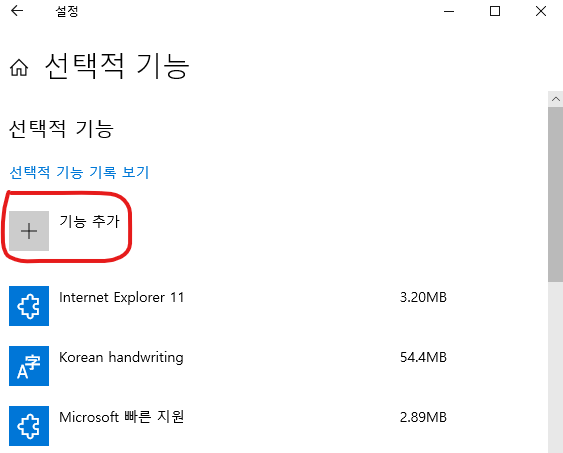 설정
선택적 기능
선택적 기능
선택적 기능 기록 보기
기능 추가
Internet Explorer 11 3.20MB
A字
Korean handwriting 54.4MB
Microsoft 빠른 지원 2.89MB